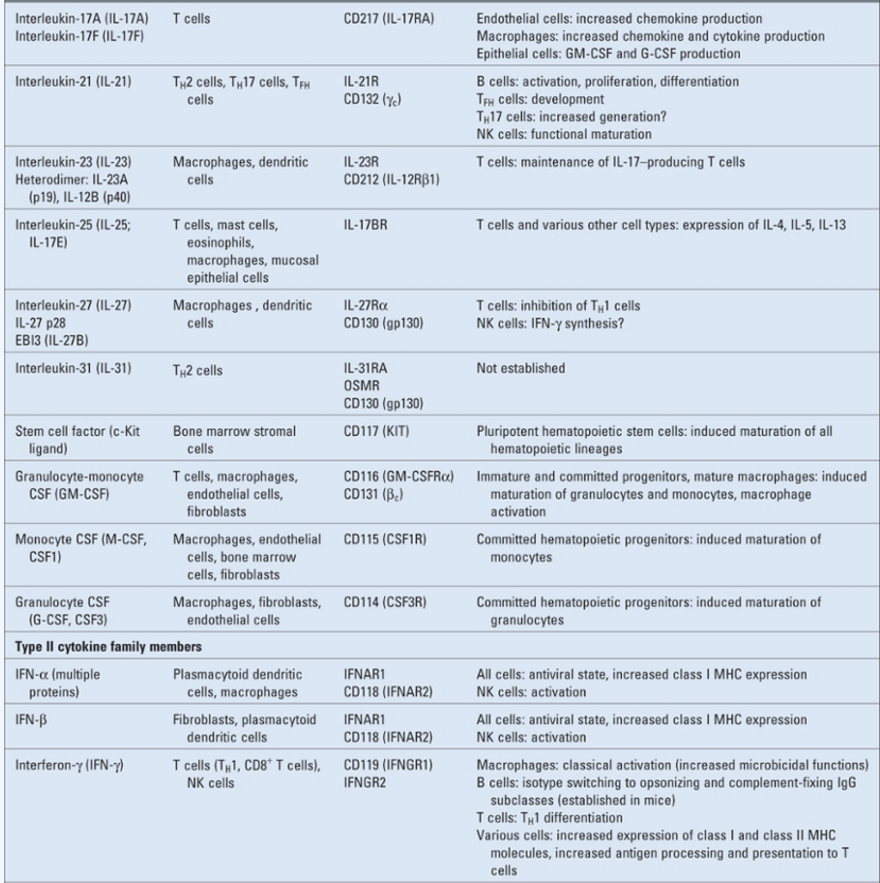 Interleukin-17A (IL-17A) T cells CD217 (IL-17RA) Endothelial cells: increased chemokine production
Interleukin-17F (IL-17F) Macrophages: increased chemokine and cytokine production
Epithelial cells: GM-CSF and G-CSF production
Interleukin-21 (IL-21) TH2 cells, TH17 cells, TFH IL-21R B cells: activation, proliferation, differentiation
cells CD132 (γc) TFH cells: development
TH17 cells: increased generation?
NK cells: functional maturation
Interleukin-23 (IL-23) Macrophages, dendritic IL-23R T cells: maintenance of IL-17–producing T cells
Heterodimer: IL-23A cells CD212 (IL-12Rβ1)
(p19), IL-12B (p40)
Interleukin-25 (IL-25; T cells, mast cells, IL-17BR T cells and various other cell types: expression of IL-4, IL-5, IL-13
IL-17E) eosinophils,
macrophages, mucosal
epithelial cells
Interleukin-27 (IL-27) Macrophages , dendritic IL-27Rα T cells: inhibition of TH1 cells
IL-27 p28 cells CD130 (gp130) NK cells: IFN-γ synthesis?
EBI3 (IL-27B)
Interleukin-31 (IL-31) TH2 cells IL-31RA Not established
OSMR
CD130 (gp130)
Stem cell factor (c-Kit Bone marrow stromal CD117 (KIT) Pluripotent hematopoietic stem cells: induced maturation of all
ligand) cells hematopoietic lineages
Granulocyte-monocyte T cells, macrophages, CD116 (GM-CSFRα) Immature and committed progenitors, mature macrophages: induced
CSF (GM-CSF) endothelial cells, CD131 (βc) maturation of granulocytes and monocytes, macrophage
fibroblasts activation
Monocyte CSF (M-CSF, Macrophages, endothelial CD115 (CSF1R) Committed hematopoietic progenitors: induced maturation of
CSF1) cells, bone marrow monocytes
cells, fibroblasts
Granulocyte CSF Macrophages, fibroblasts, CD114 (CSF3R) Committed hematopoietic progenitors: induced maturation of
(G-CSF, CSF3) endothelial cells granulocytes
Type II cytokine family members
IFN-α (multiple Plasmacytoid dendritic IFNAR1 All cells: antiviral state, increased class I MHC expression
proteins) cells, macrophages CD118 (IFNAR2) NK cells: activation
IFN-β Fibroblasts, plasmacytoid IFNAR1 All cells: antiviral state, increased class I MHC expression
dendritic cells CD118 (IFNAR2) NK cells: activation
Interferon-γ (IFN-γ) T cells (TH1, CD8+ T cells), CD119 (IFNGR1) Macrophages: classical activation (increased microbicidal functions)
NK cells IFNGR2 B cells: isotype switching to opsonizing and complement-fixing IgG
subclasses (established in mice)
T cells: TH1 differentiation
Various cells: increased expression of class I and class II MHC
molecules, increased antigen processing and presentation to T
cells